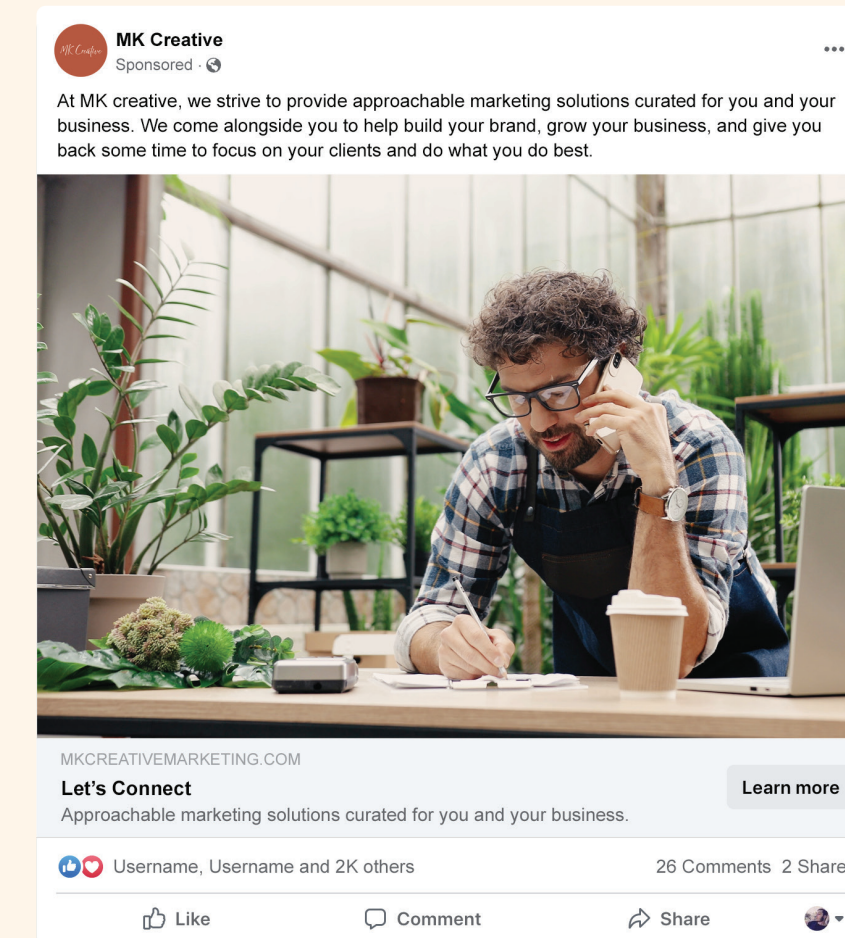 MK Creative
MK Creative
Sponsored ·
At MK creative, we strive to provide approachable marketing solutions curated for you and your
business. We come alongside you to help build your brand, grow your business, and give you
back some time to focus on your clients and do what you do best.
MKCREATIVEMARKETING.COM
Let’s Connect
Learn more
Approachable marketing solutions curated for you and your business.
Username, Username and 2K others
26 Comments 2 Share
Like
Comment
Share